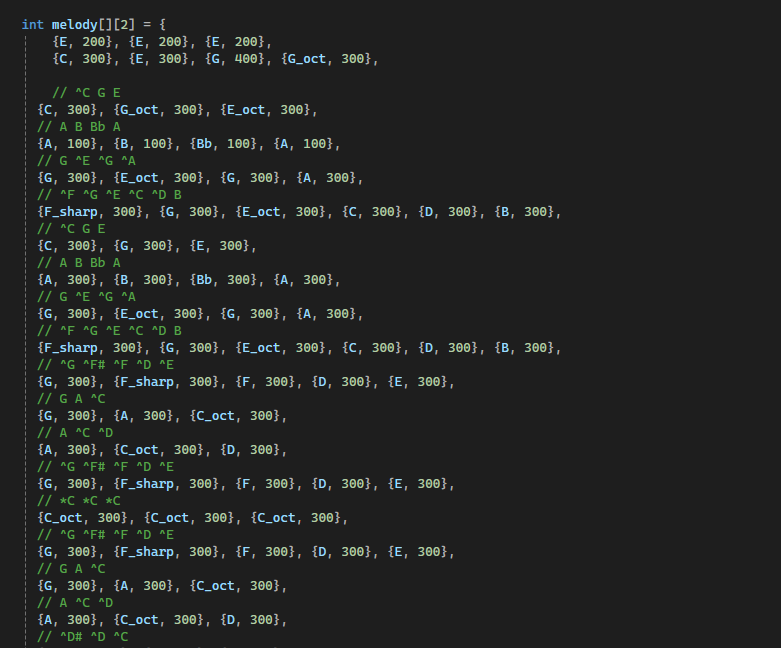 int melody[][2] = {
{E, 200}, {E, 200}, {E, 200},
{C, 300}, {E, 300}, {G, 400}, {G_oct, 300},
// ^C G E
{C, 300}, {G_oct, 300}, {E_oct, 300},
// A B Bb A
{A, 100}, {B, 100}, {Bb, 100}, {A, 100},
// G ^E ^G ^A
{G, 300}, {E_oct, 300}, {G, 300}, {A, 300},
// ^F ^G ^E ^C ^D B
{F_sharp, 300}, {G, 300}, {E_oct, 300}, {C, 300}, {D, 300}, {B, 300},
// ^C G E
{C, 300}, {G, 300}, {E, 300},
// A B Bb A
{A, 300}, {B, 300}, {Bb, 300}, {A, 300},
// G ^E ^G ^A
{G, 300}, {E_oct, 300}, {G, 300}, {A, 300},
// ^F ^G ^E ^C ^D B
{F_sharp, 300}, {G, 300}, {E_oct, 300}, {C, 300}, {D, 300}, {B, 300},
// ^G ^F# ^F ^D ^E
{G, 300}, {F_sharp, 300}, {F, 300}, {D, 300}, {E, 300},
// G A ^C
{G, 300}, {A, 300}, {C_oct, 300},
// A ^C ^D
{A, 300}, {C_oct, 300}, {D, 300},
// ^G ^F# ^F ^D ^E
{G, 300}, {F_sharp, 300}, {F, 300}, {D, 300}, {E, 300},
// *C *C *C
{C_oct, 300}, {C_oct, 300}, {C_oct, 300},
// ^G ^F# ^F ^D ^E
{G, 300}, {F_sharp, 300}, {F, 300}, {D, 300}, {E, 300},
// G A ^C
{G, 300}, {A, 300}, {C_oct, 300},
// A ^C ^D
{A, 300}, {C_oct, 300}, {D, 300},
// ^D# ^D ^C